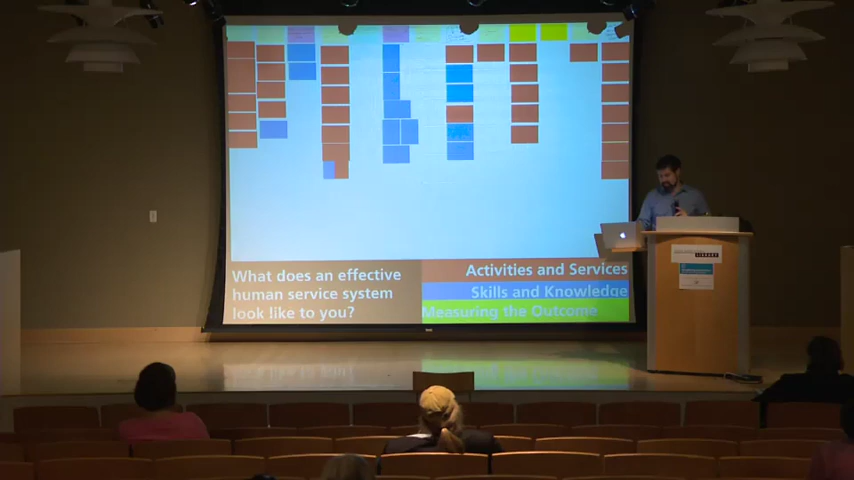 What does an effective
human service system
look like to you?
Activities and Services
Skills and Knowledge
Measuring the Outcome
LIBRARY